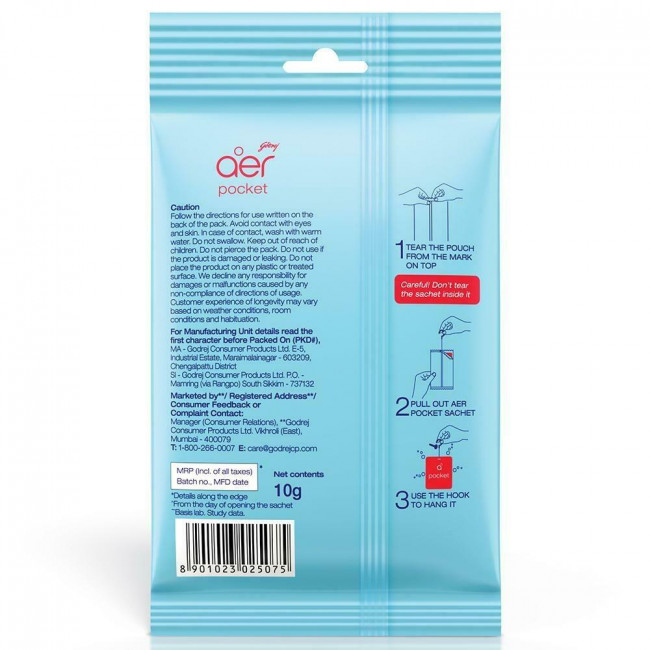 Godrej
aer
pocket
Caution
Follow the directions for use written on the
back of the pack. Avoid contact with eyes
and skin. In case of contact, wash with warm
water. Do not swallow. Keep out of reach of
children. Do not pierce the pack. Do not use if
the product is damaged or leaking. Do not
place the product on any plastic or treated
surface. We decline any responsibility for
damages or malfunctions caused by any
non-compliance of directions of usage.
Customer experience of longevity may vary
based on weather conditions, room
conditions and habituation.
For Manufacturing Unit details read the
first character before Packed On (PKD#),
MA - Godrej Consumer Products Ltd. E-5,
Industrial Estate, Maraimalainagar - 603209,
Chengalpattu District
SI - Godrej Consumer Products Ltd. P.O. -
Mamring (via Rangpo) South Sikkim - 737132
Marketed by**/ Registered Address**/
Consumer Feedback or
Complaint Contact:
Manager (Consumer Relations), **Godrej
Consumer Products Ltd. Vikhroli (East),
Mumbai - 400079
T: 1-800-266-0007 E: care@godrejcp.com
MRP (incl. of all taxes)
Batch no., MFD date
*
Net contents
10g
*Details along the edge
^From the day of opening the sachet
~Basis lab. Study data.
8 901023 025075
1 TEAR THE POUCH
FROM THE MARK
ON TOP
Careful! Don't tear
the sachet inside it
2 PULL OUT AER
POCKET SACHET
pocket
3 USE THE HOOK
TO HANG IT